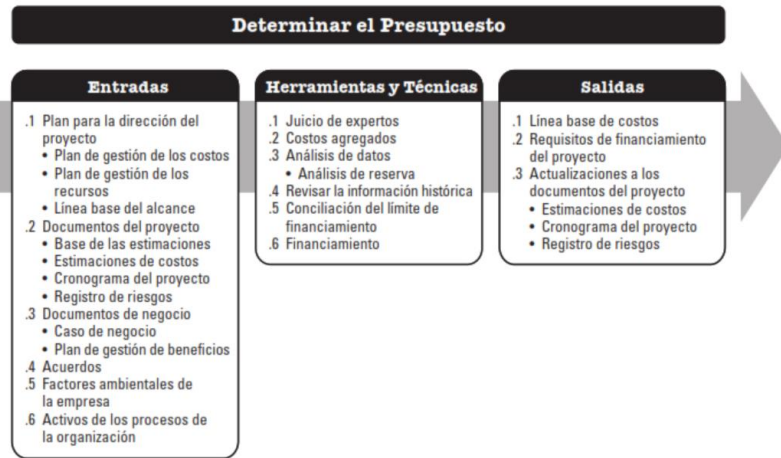 Determinar el Presupuesto
Entradas
.1 Plan para la dirección del
proyecto
• Plan de gestión de los costos
• Plan de gestión de los
recursos
• Línea base del alcance
.2 Documentos del proyecto
• Base de las estimaciones
• Estimaciones de costos
• Cronograma del proyecto
• Registro de riesgos
.3 Documentos de negocio
• Caso de negocio
• Plan de gestión de beneficios
.4 Acuerdos
.5 Factores ambientales de
la empresa
.6 Activos de los procesos de
la organización
Herramientas y Técnicas
.1 Juicio de expertos
.2 Costos agregados
.3 Análisis de datos
• Análisis de reserva
.4 Revisar la información histórica
.5 Conciliación del límite de
financiamiento
.6 Financiamiento
Salidas
.1 Línea base de costos
.2 Requisitos de financiamiento
del proyecto
.3 Actualizaciones a los
documentos del proyecto
• Estimaciones de costos
• Cronograma del proyecto
• Registro de riesgos